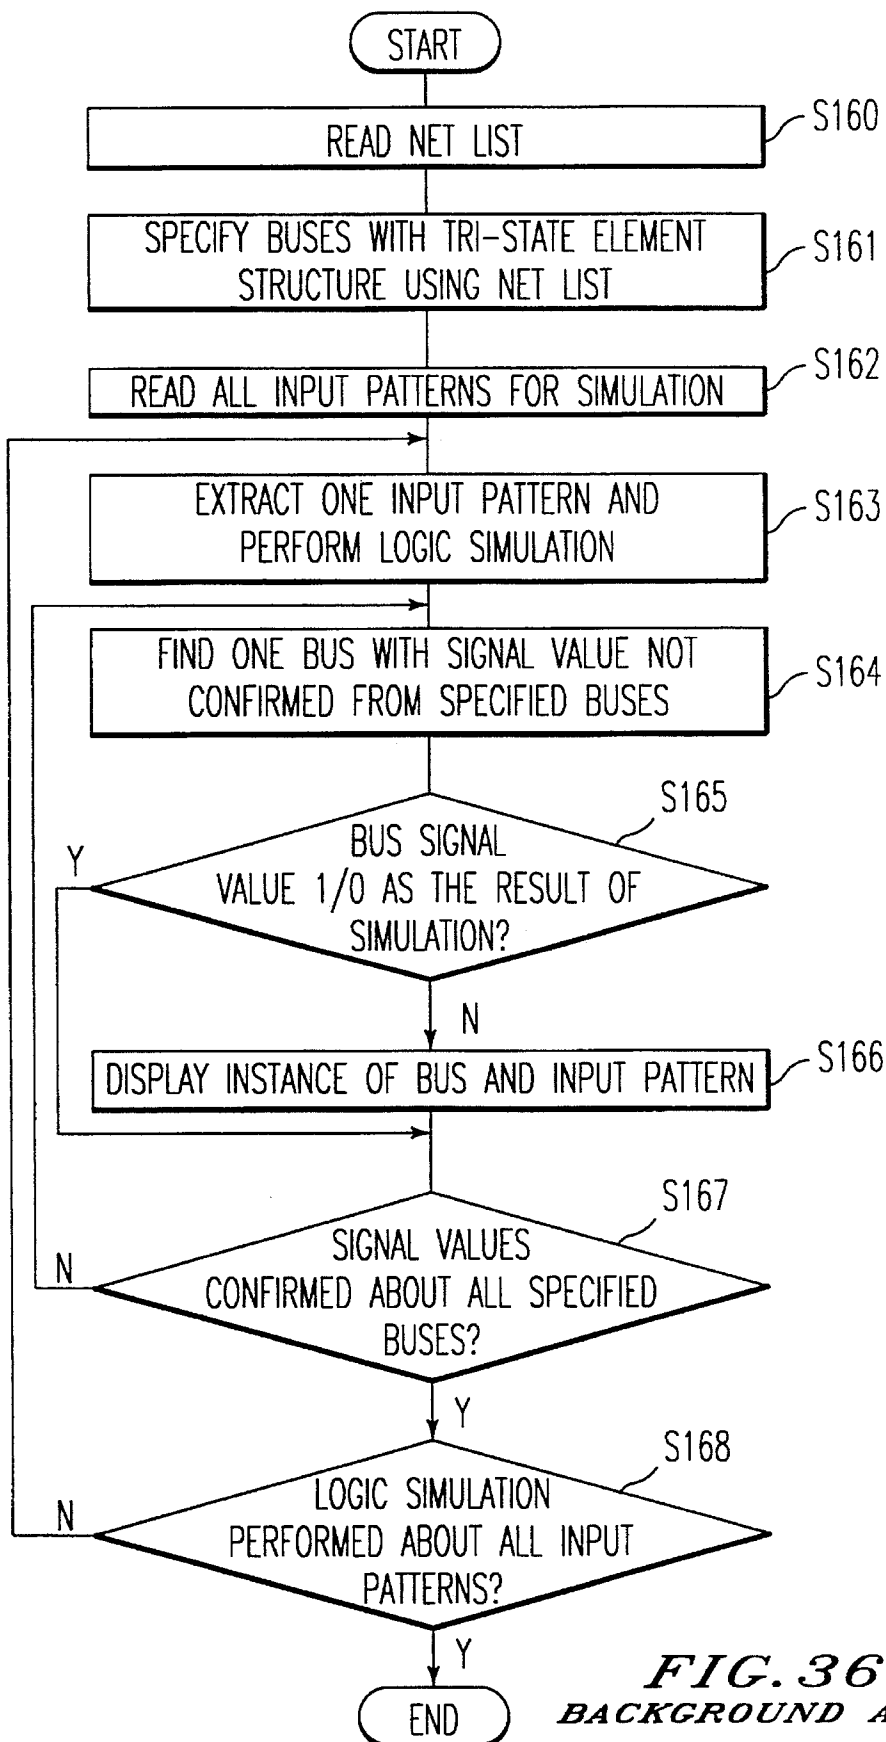 START
READ NET LIST
S160
SPECIFY BUSES WITH TRI-STATE ELEMENT
STRUCTURE USING NET LIST
S161
READ ALL INPUT PATTERNS FOR SIMULATION
S162
EXTRACT ONE INPUT PATTERN AND
PERFORM LOGIC SIMULATION
S163
FIND ONE BUS WITH SIGNAL VALUE NOT
CONFIRMED FROM SPECIFIED BUSES
S164
S165
BUS SIGNAL
VALUE 1/0 AS THE RESULT OF
SIMULATION?
Y
N
DISPLAY INSTANCE OF BUS AND INPUT PATTERN
S166
S167
SIGNAL VALUES
CONFIRMED ABOUT ALL SPECIFIED
BUSES?
N
Y
S168
LOGIC SIMULATION
PERFORMED ABOUT ALL INPUT
PATTERNS?
N
Y
END
FIG. 36
BACKGROUND A